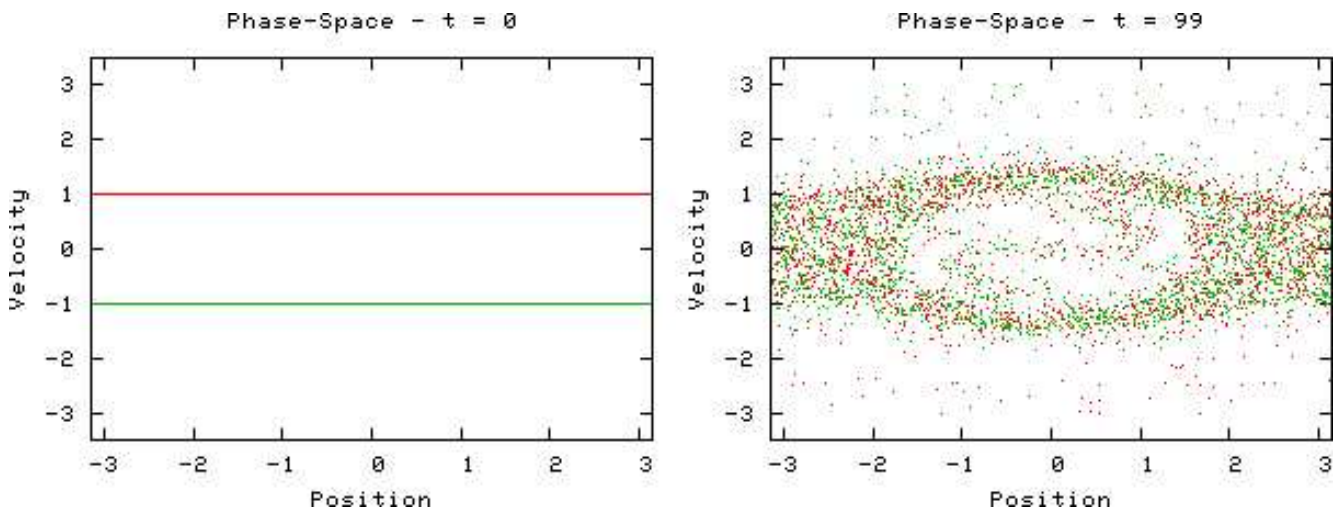 Phase-Space - t = 0
3
2
1
0
-1
-2
-3
Velocity
-3 -2 -1 0 1 2 3
Position
Phase-Space - t = 99
3
2
1
0
-1
-2
-3
Velocity
-3 -2 -1 0 1 2 3
Position